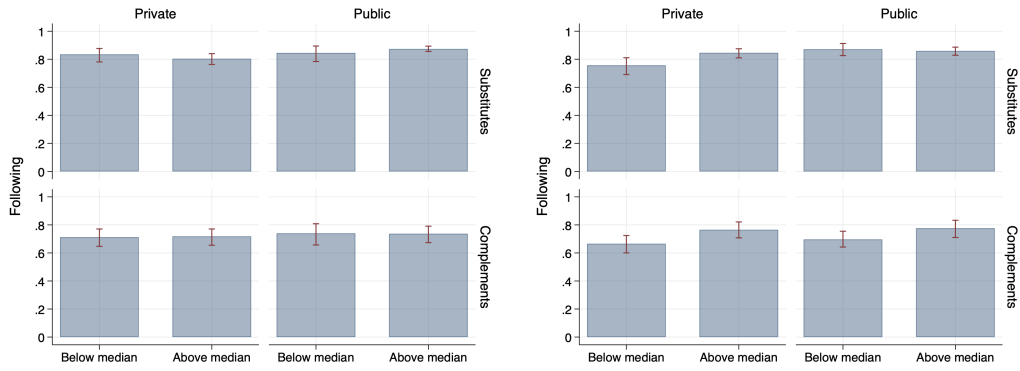 Private Public
1
.8
.6
.4
.2
0
Substitutes
Following
1
.8
.6
.4
.2
0
Complements
Below median Above median Below median Above median
Private Public
1
.8
.6
.4
.2
0
Substitutes
Following
1
.8
.6
.4
.2
0
Complements
Below median Above median Below median Above median